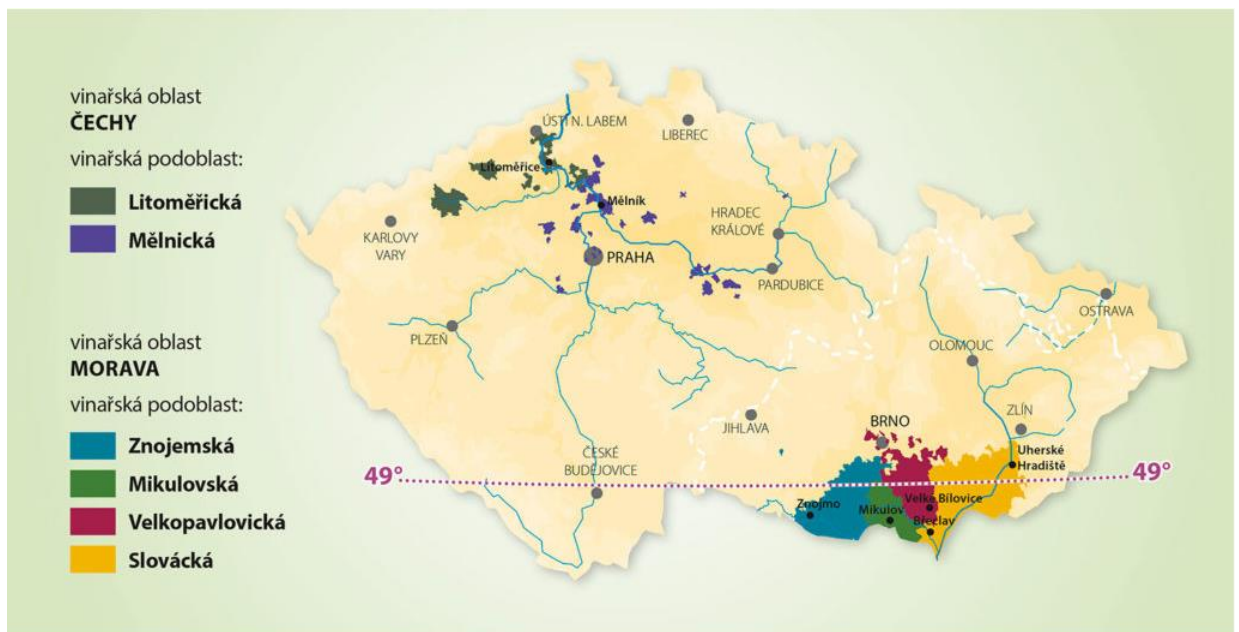 vinařská oblast
ČECHY
vinařská podoblast:
Litoměřická
Mělnická
vinařská oblast
MORAVA
vinařská podoblast:
Znojemská
Mikulovská
Velkopavlovická
Slovácká
ÚSTÍ N. LABEM
LIBEREC
Litoměřice
Mělník
KARLOVY
VARY
HRADEC
KRÁLOVÉ
PRAHA
PARDUBICE
OSTRAVA
PLZEŇ
OLOMOUC
ZLÍN
JIHLAVA
BRNO
Uherské
Hradiště
ČESKÉ
BUDĚJOVICE
49°
49°
Znojmo
Mikulov
Velké Bílovice
Břeclav